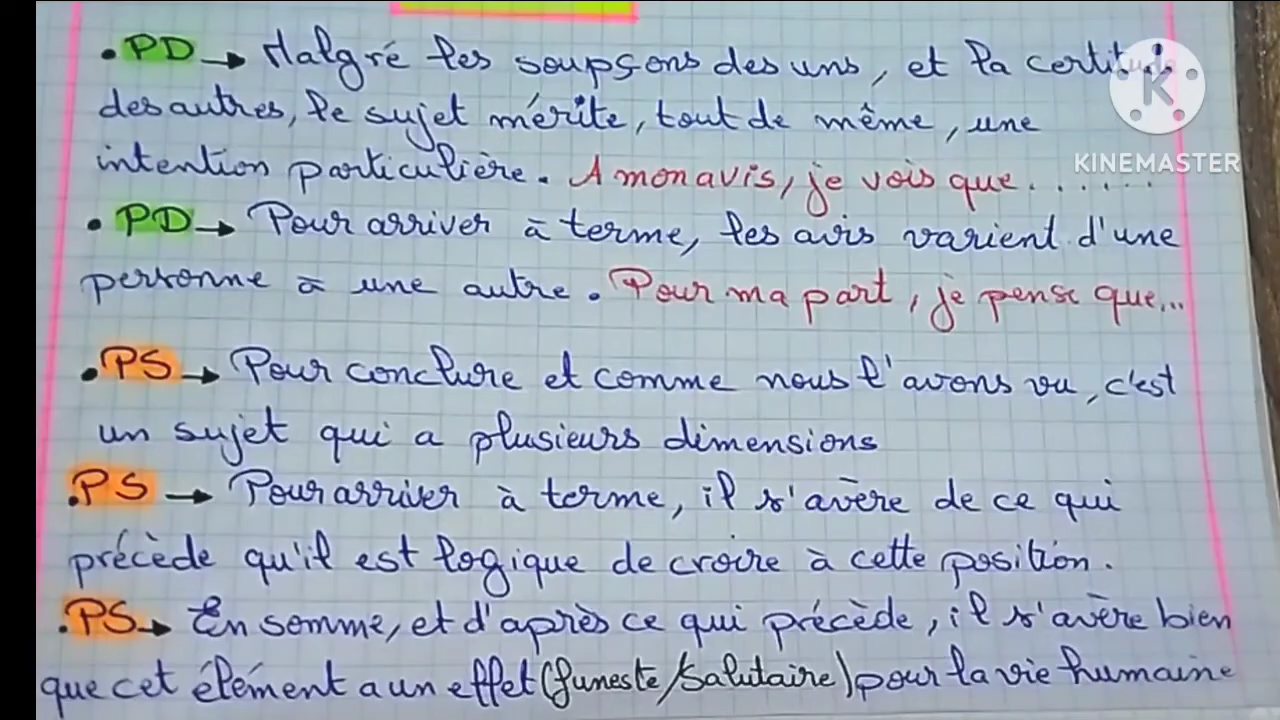 • PD → Malgré les soupçons des uns, et la certitude
des autres, le sujet mérite, tout de même, une
intention particulière. A mon avis, je vois que.......
• PD → Pour arriver à terme, les avis varient d'une
personne à une autre. Pour ma part, je pense que...
• PS → Pour conclure et comme nous l'avons vu, c'est
un sujet qui a plusieurs dimensions
• PS → Pour arriver à terme, il s'avère de ce qui
précède qu'il est logique de croire à cette position.
• PS → En somme, et d'après ce qui précède, il s'avère bien
que cet élément a un effet (funeste/salutaire) pour la vie humaine
K
KINEMASTER